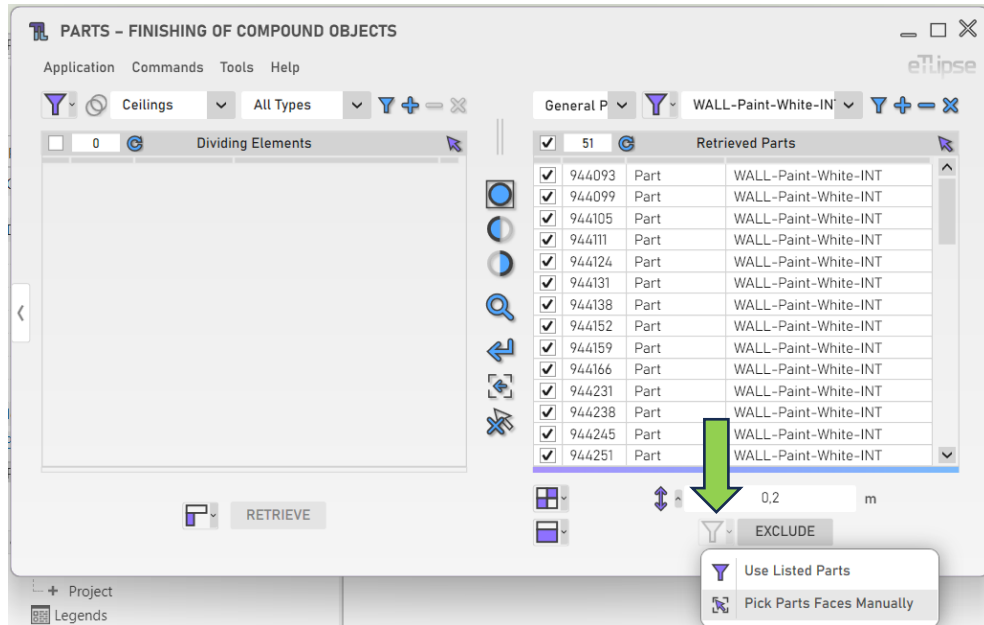 PARTS – FINISHING OF COMPOUND OBJECTS
Application Commands Tools Help
eTLipse
Ceilings All Types
General P WALL-Paint-White-IN
0 Dividing Elements
51 Retrieved Parts
944093 Part WALL-Paint-White-INT
944099 Part WALL-Paint-White-INT
944105 Part WALL-Paint-White-INT
944111 Part WALL-Paint-White-INT
944124 Part WALL-Paint-White-INT
944131 Part WALL-Paint-White-INT
944138 Part WALL-Paint-White-INT
944152 Part WALL-Paint-White-INT
944159 Part WALL-Paint-White-INT
944166 Part WALL-Paint-White-INT
944231 Part WALL-Paint-White-INT
944238 Part WALL-Paint-White-INT
944245 Part WALL-Paint-White-INT
944251 Part WALL-Paint-White-INT
RETRIEVE
0,2 m
EXCLUDE
Use Listed Parts
Pick Parts Faces Manually
Project
Legends